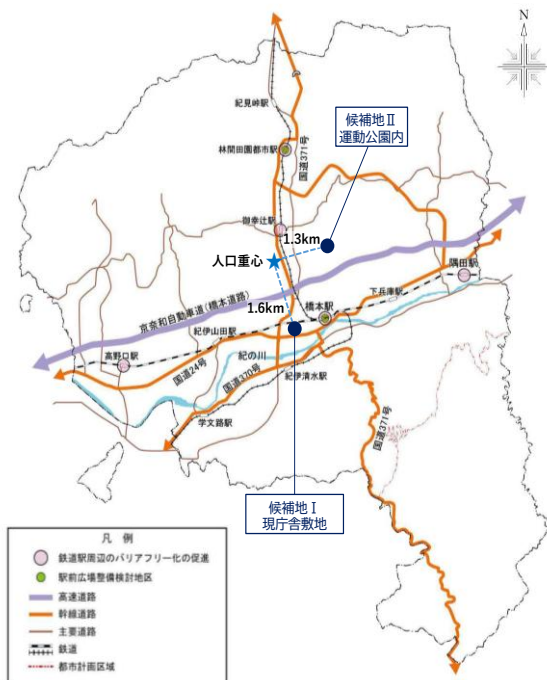 N
紀見峠駅
候補地Ⅱ
運動公園内
林間田園都市駅
国道371号
御幸辻駅
1.3km
人口重心
隅田駅
京奈和自動車道(橋本道路)
1.6km
下兵庫駅
橋本駅
紀伊山田駅
高野口駅
紀の川
国道24号
国道370号
紀伊清水駅
学文路駅
国道371号
候補地Ⅰ
現庁舎敷地
凡 例
鉄道駅周辺のバリアフリー化の促進
駅前広場整備検討地区
高速道路
幹線道路
主要道路
鉄道
都市計画区域